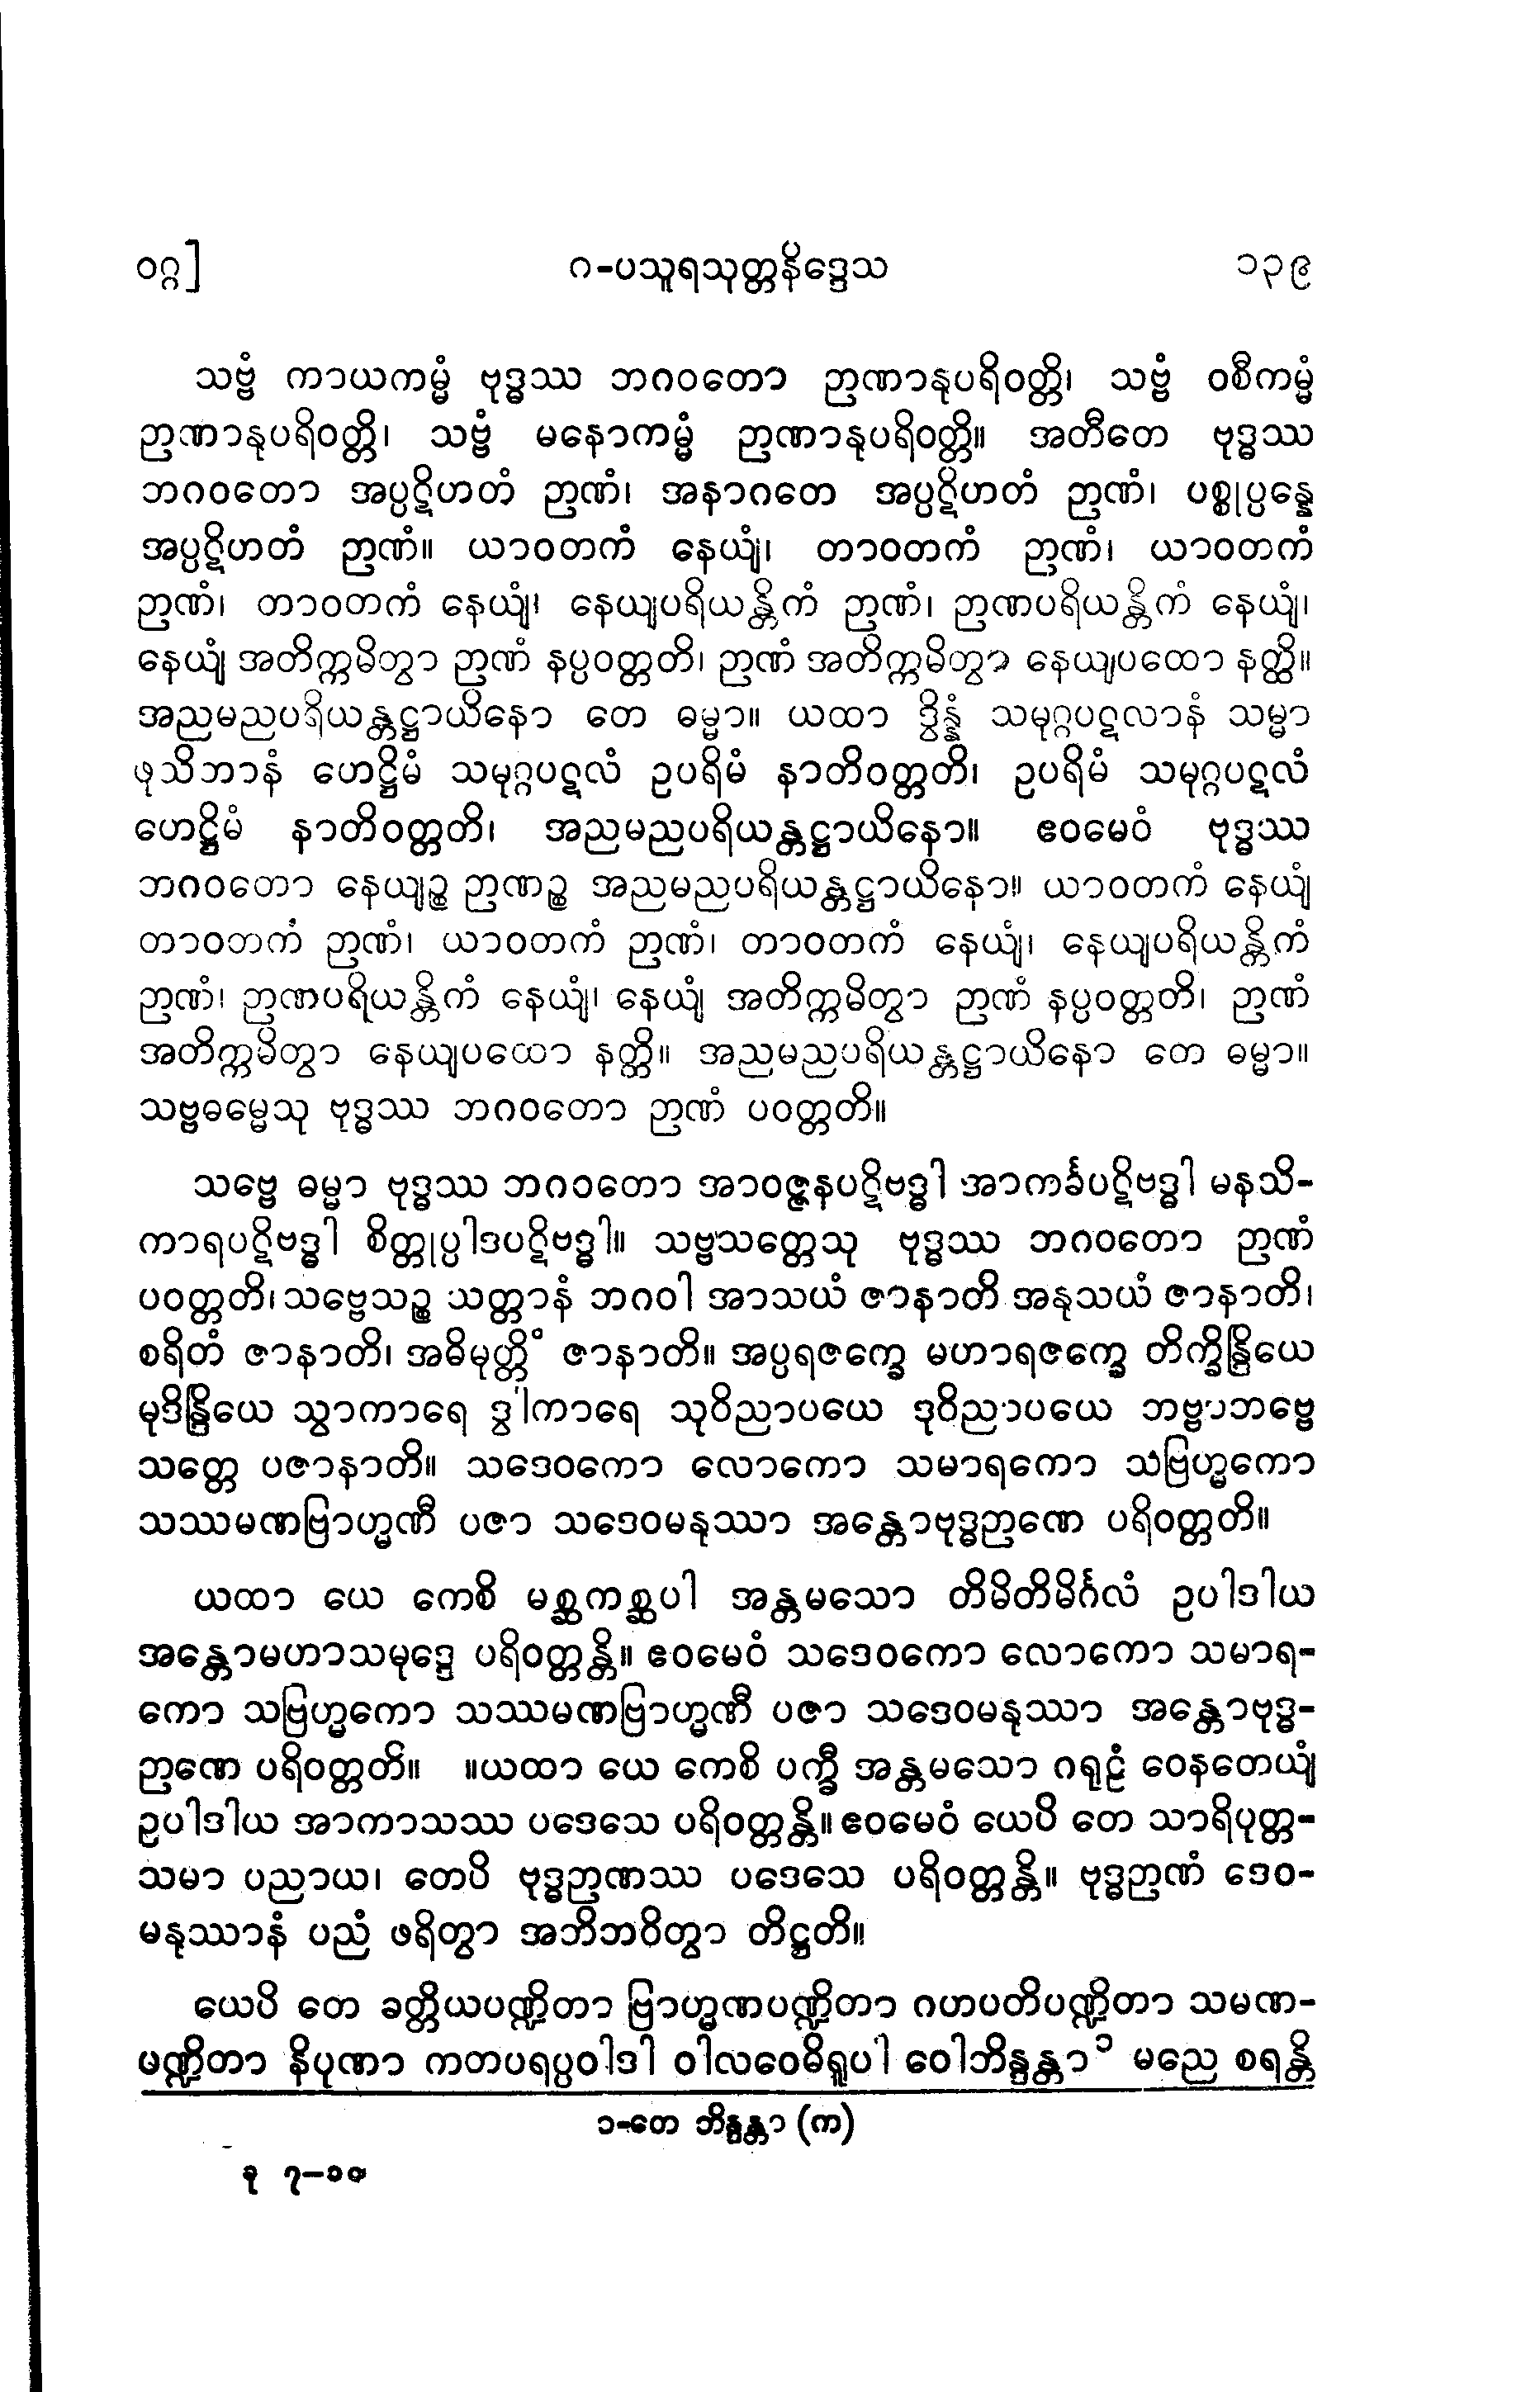 ဝဂ္ဂ]
ဂ-ပသူရသုတ္တနိဒ္ဒေသ
၁၃၉
သဗ္ဗံ ကာယကမ္မံ ဗုဒ္ဓဿ ဘဂဝတော ဉာဏာနုပရိဝတ္တိ၊ သဗ္ဗံ ဝစီကမ္မံ
ဉာဏာနုပရိဝတ္တိ၊ သဗ္ဗံ မနောကမ္မံ ဉာဏာနုပရိဝတ္တိ။ အတီတေ ဗုဒ္ဓဿ
ဘဂဝတော အပ္ပဋိဟတံ ဉာဏံ၊ အနာဂတေ အပ္ပဋိဟတံ ဉာဏံ၊ ပစ္စုပ္ပန္နေ
အပ္ပဋိဟတံ ဉာဏံ။ ယာဝတကံ နေယျံ၊ တာဝတကံ ဉာဏံ၊ ယာဝတကံ
ဉာဏံ၊ တာဝတကံ နေယျံ၊ နေယျပရိယန္တိကံ ဉာဏံ၊ ဉာဏပရိယန္တိကံ နေယျံ၊
နေယျံ အတိက္ကမိတွာ ဉာဏံ နပ္ပဝတ္တတိ၊ ဉာဏံ အတိက္ကမိတွာ နေယျပထော နတ္ထိ။
အညမညပရိယန္တဋ္ဌာယိနော တေ ဓမ္မာ။ ယထာ ဒွိန္နံ သမုဂ္ဂပဋလာနံ သမ္မာ
ဖုသိတာနံ ဟေဋ္ဌိမံ သမုဂ္ဂပဋလံ ဥပရိမံ နာတိဝတ္တတိ၊ ဥပရိမံ သမုဂ္ဂပဋလံ
ဟေဋ္ဌိမံ နာတိဝတ္တတိ၊ အညမညပရိယန္တဋ္ဌာယိနော။ ဧဝမေဝံ ဗုဒ္ဓဿ
ဘဂဝတော နေယျဉ္စ ဉာဏဉ္စ အညမညပရိယန္တဋ္ဌာယိနော။ ယာဝတကံ နေယျံ
တာဝတကံ ဉာဏံ၊ ယာဝတကံ ဉာဏံ၊ တာဝတကံ နေယျံ၊ နေယျပရိယန္တိကံ
ဉာဏံ၊ ဉာဏပရိယန္တိကံ နေယျံ၊ နေယျံ အတိက္ကမိတွာ ဉာဏံ နပ္ပဝတ္တတိ၊ ဉာဏံ
အတိက္ကမိတွာ နေယျပထော နတ္ထိ။ အညမညပရိယန္တဋ္ဌာယိနော တေ ဓမ္မာ။
သဗ္ဗဓမ္မေသု ဗုဒ္ဓဿ ဘဂဝတော ဉာဏံ ပဝတ္တတိ။
သဗ္ဗေ ဓမ္မာ ဗုဒ္ဓဿ ဘဂဝတော အာဝဇ္ဇနပဋိဗဒ္ဓါ အာကင်္ခပဋိဗဒ္ဓါ မနသိ-
ကာရပဋိဗဒ္ဓါ စိတ္တုပ္ပါဒပဋိဗဒ္ဓါ။ သဗ္ဗသတ္တေသု ဗုဒ္ဓဿ ဘဂဝတော ဉာဏံ
ပဝတ္တတိ၊ သဗ္ဗေသဉ္စ သတ္တာနံ ဘဂဝါ အာသယံ ဇာနာတိ အနုသယံ ဇာနာတိ၊
စရိတံ ဇာနာတိ၊ အဓိမုတ္တိံ ဇာနာတိ။ အပ္ပရဇက္ခေ မဟာရဇက္ခေ တိက္ခိန္ဒြိယေ
မုဒိန္ဒြိယေ သွာကာရေ ဒွါကာရေ သုဝိညာပယေ ဒုဝိညာပယေ ဘဗ္ဗာဘဗ္ဗေ
သတ္တေ ပဇာနာတိ။ သဒေဝကော လောကော သမာရကော သဗြဟ္မကော
သဿမဏဗြာဟ္မဏီ ပဇာ သဒေဝမနုဿာ အန္တောဗုဒ္ဓဉာဏေ ပရိဝတ္တတိ။
ယထာ ယေ ကေစိ မစ္ဆကစ္ဆပါ အန္တမသော တိမိတိမိင်္ဂလံ ဥပါဒါယ
အန္တောမဟာသမုဒ္ဒေ ပရိဝတ္တန္တိ။ ဧဝမေဝံ သဒေဝကော လောကော သမာရ-
ကော သဗြဟ္မကော သဿမဏဗြာဟ္မဏီ ပဇာ သဒေဝမနုဿာ အန္တောဗုဒ္ဓ-
ဉာဏေ ပရိဝတ္တတိ။ ။ယထာ ယေ ကေစိ ပက္ခီ အန္တမသော ဂရုဠံ ဝေနတေယျံ
ဥပါဒါယ အာကာသဿ ပဒေသေ ပရိဝတ္တန္တိ။ ဧဝမေဝံ ယေပိ တေ သာရိပုတ္တ-
သမာ ပညာယ၊ တေပိ ဗုဒ္ဓဉာဏဿ ပဒေသေ ပရိဝတ္တန္တိ။ ဗုဒ္ဓဉာဏံ ဒေဝ-
မနုဿာနံ ပညံ ဖရိတွာ အဘိဘဝိတွာ တိဋ္ဌတိ။
ယေပိ တေ ခတ္တိယပဏ္ဍိတာ ဗြာဟ္မဏပဏ္ဍိတာ ဂဟပတိပဏ္ဍိတာ သမဏ-
ပဏ္ဍိတာ နိပုဏာ ကတပရပ္ပဝါဒါ ဝါလဝေဓိရူပါ ဝေါဘိန္ဒန္တာ ၁ မညေ စရန္တိ
၁-တေ ဘိန္ဒန္တာ (က)
ခု ၇-၁၀